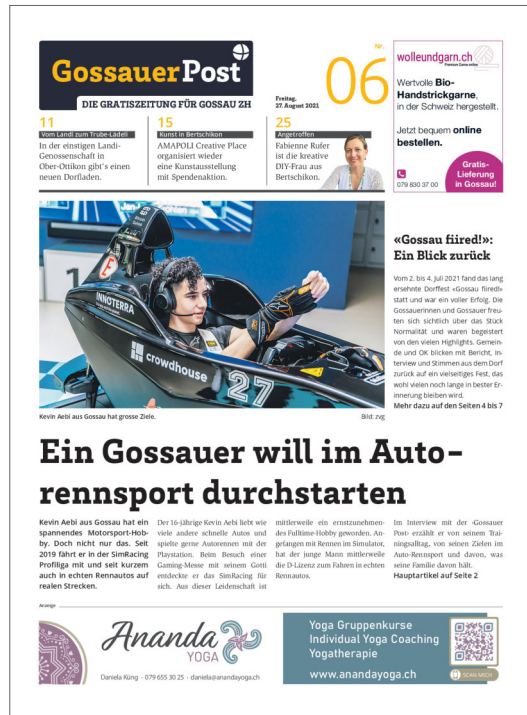 GossauerPost
DIE GRATISZEITUNG FÜR GOSSAU ZH
Freitag,
27. August 2021
Nr.
06
wolleundgarn.ch
Premium Garne online
Wertvolle Bio-
Handstrickgarne,
in der Schweiz hergestellt.
Jetzt bequem online
bestellen.
079 830 37 00
Gratis-
Lieferung
in Gossau!
11
Vom Landi zum Trube-Lädeli
In der einstigen Landi-
Genossenschaft in
Ober-Ottikon gibt's einen
neuen Dorfladen.
15
Kunst in Bertschikon
AMAPOLI Creative Place
organisiert wieder
eine Kunstausstellung
mit Spendenaktion.
25
Angetroffen
Fabienne Rufer
ist die kreative
DIY-Frau aus
Bertschikon.
INNOTERRA
crowdhouse
27
Kevin Aebi aus Gossau hat grosse Ziele.
Bild: zvg
«Gossau fiired!»:
Ein Blick zurück
Vom 2. bis 4. Juli 2021 fand das lang
ersehnte Dorffest «Gossau fiired!»
statt und war ein voller Erfolg. Die
Gossauerinnen und Gossauer freu-
ten sich sichtlich über das Stück
Normalität und waren begeistert
von den vielen Highlights. Gemein-
de und OK blicken mit Bericht, In-
terview und Stimmen aus dem Dorf
zurück auf ein vielseitiges Fest, das
wohl vielen noch lange in bester Er-
innerung bleiben wird.
Mehr dazu auf den Seiten 4 bis 7
Ein Gossauer will im Auto-
rennsport durchstarten
Kevin Aebi aus Gossau hat ein
spannendes Motorsport-Hob-
by. Doch nicht nur das. Seit
2019 fährt er in der SimRacing
Profiliga mit und seit kurzem
auch in echten Rennautos auf
realen Strecken.
Der 16-jährige Kevin Aebi liebt wie
viele andere schnelle Autos und
spielte gerne Autorennen mit der
Playstation. Beim Besuch einer
Gaming-Messe mit seinem Gotti
entdeckte er das SimRacing für
sich. Aus dieser Leidenschaft ist
mittlerweile ein ernstzunehmen-
des Fulltime-Hobby geworden. An-
gefangen mit Rennen im Simulator,
hat der junge Mann mittlerweile
die D-Lizenz zum Fahren in echten
Rennautos.
Im Interview mit der ‹Gossauer
Post› erzählt er von seinem Trai-
ningsalltag, von seinen Zielen im
Auto-Rennsport und davon, was
seine Familie davon hält.
Hauptartikel auf Seite 2
Anzeige
Ananda
YOGA
Daniela Küng · 079 655 30 25 · daniela@anandayoga.ch
Yoga Gruppenkurse
Individual Yoga Coaching
Yogatherapie
www.anandayoga.ch
SCAN MICH